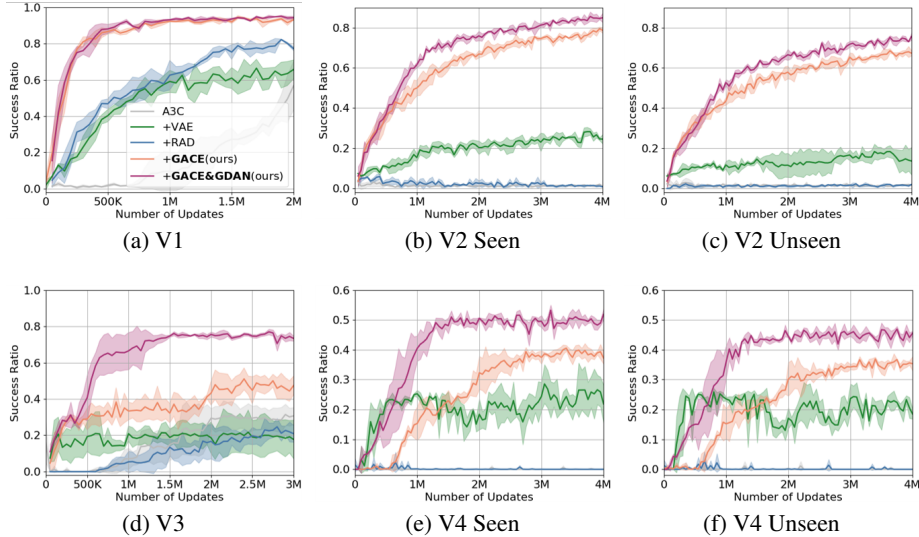 1.0
0.8
0.6
0.4
0.2
0.0
Success Ratio
A3C
+VAE
+RAD
+GACE(ours)
+GACE&GDAN(ours)
0 500K 1M 1.5M 2M
Number of Updates
(a) V1
1.0
0.8
0.6
0.4
0.2
0.0
Success Ratio
0 1M 2M 3M 4M
Number of Updates
(b) V2 Seen
1.0
0.8
0.6
0.4
0.2
0.0
Success Ratio
0 1M 2M 3M 4M
Number of Updates
(c) V2 Unseen
1.0
0.8
0.6
0.4
0.2
0.0
Success Ratio
0 500K 1M 1.5M 2M 2.5M 3M
Number of Updates
(d) V3
0.6
0.5
0.4
0.3
0.2
0.1
0.0
Success Ratio
0 1M 2M 3M 4M
Number of Updates
(e) V4 Seen
0.6
0.5
0.4
0.3
0.2
0.1
0.0
Success Ratio
0 1M 2M 3M 4M
Number of Updates
(f) V4 Unseen